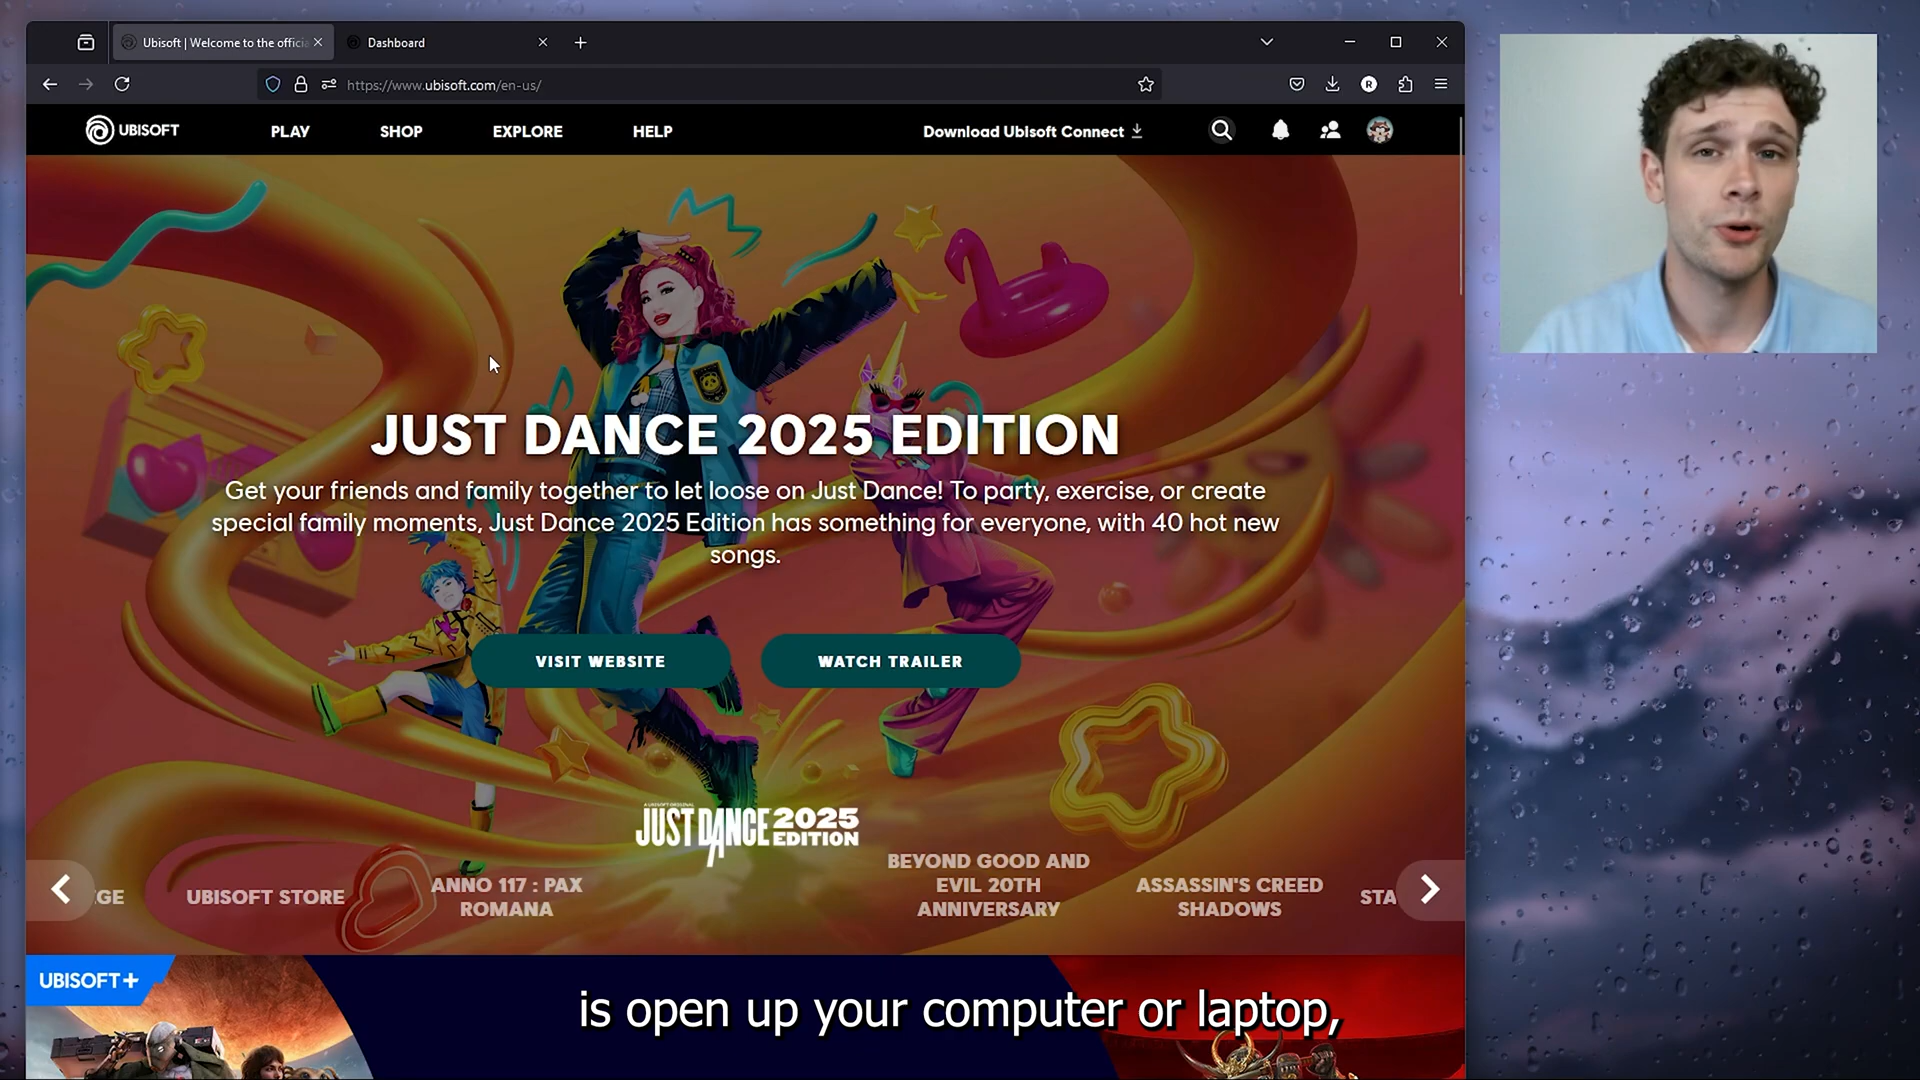 Ubisoft | Welcome to the officia
Dashboard
https://www.ubisoft.com/en-us/
R
UBISOFT
PLAY
SHOP
EXPLORE
HELP
Download Ubisoft Connect
JUST DANCE 2025 EDITION
Get your friends and family together to let loose on Just Dance! To party, exercise, or create
special family moments, Just Dance 2025 Edition has something for everyone, with 40 hot new
songs.
VISIT WEBSITE
WATCH TRAILER
A UBISOFT ORIGINAL
JUST DANCE 2025
EDITION
EGE
UBISOFT STORE
ANNO 117 : PAX
ROMANA
BEYOND GOOD AND
EVIL 20TH
ANNIVERSARY
ASSASSIN'S CREED
SHADOWS
STA
UBISOFT+
is open up your computer or laptop,